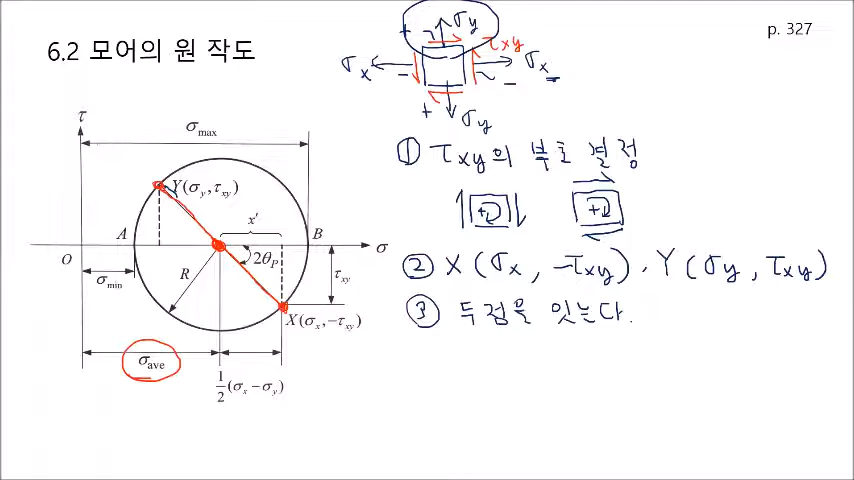 p. 327
6.2 모어의 원 작도
+ σy
τxy
σx - - σx
+ σy
τ
σmax
Y(σy,τxy)
x'
A B
O σ
2θP
σmin R τxy
X(σx,-τxy)
σave
1/2(σx-σy)
① τxy의 부호 결정
+ +
② X(σx, -τxy), Y(σy, τxy)
③ 두점을 잇는다.